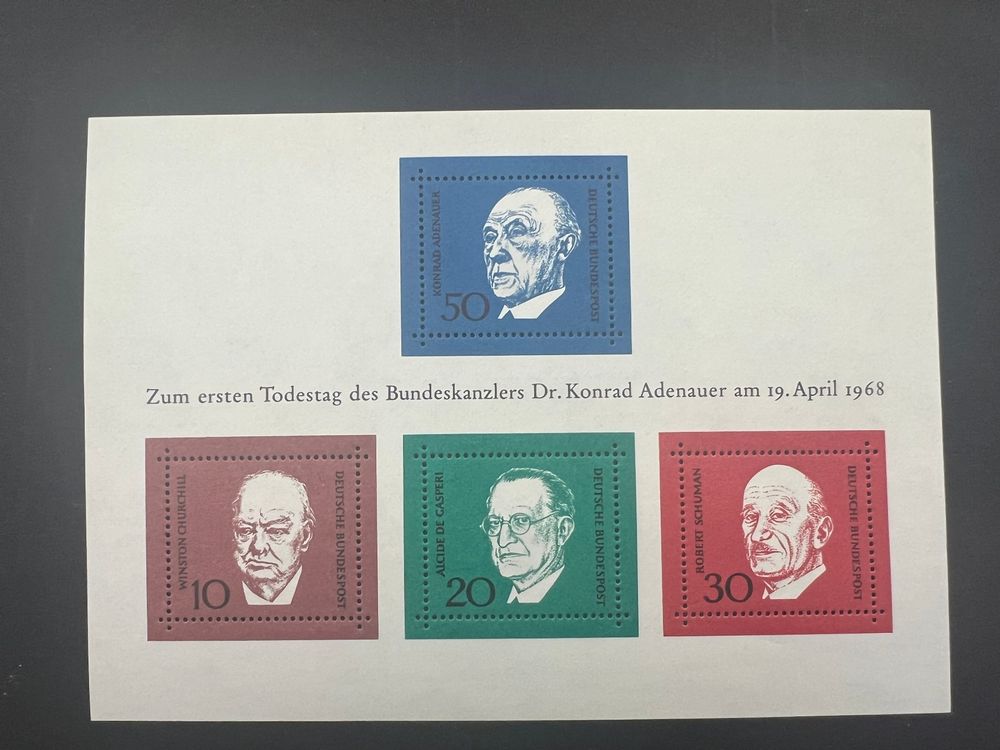 KONRAD ADENAUER
50
DEUTSCHE BUNDESPOST
Zum ersten Todestag des Bundeskanzlers Dr. Konrad Adenauer am 19. April 1968
WINSTON CHURCHILL
10
DEUTSCHE BUNDESPOST
ALCIDE DE GASPERI
20
DEUTSCHE BUNDESPOST
ROBERT SCHUMAN
30
DEUTSCHE BUNDESPOST